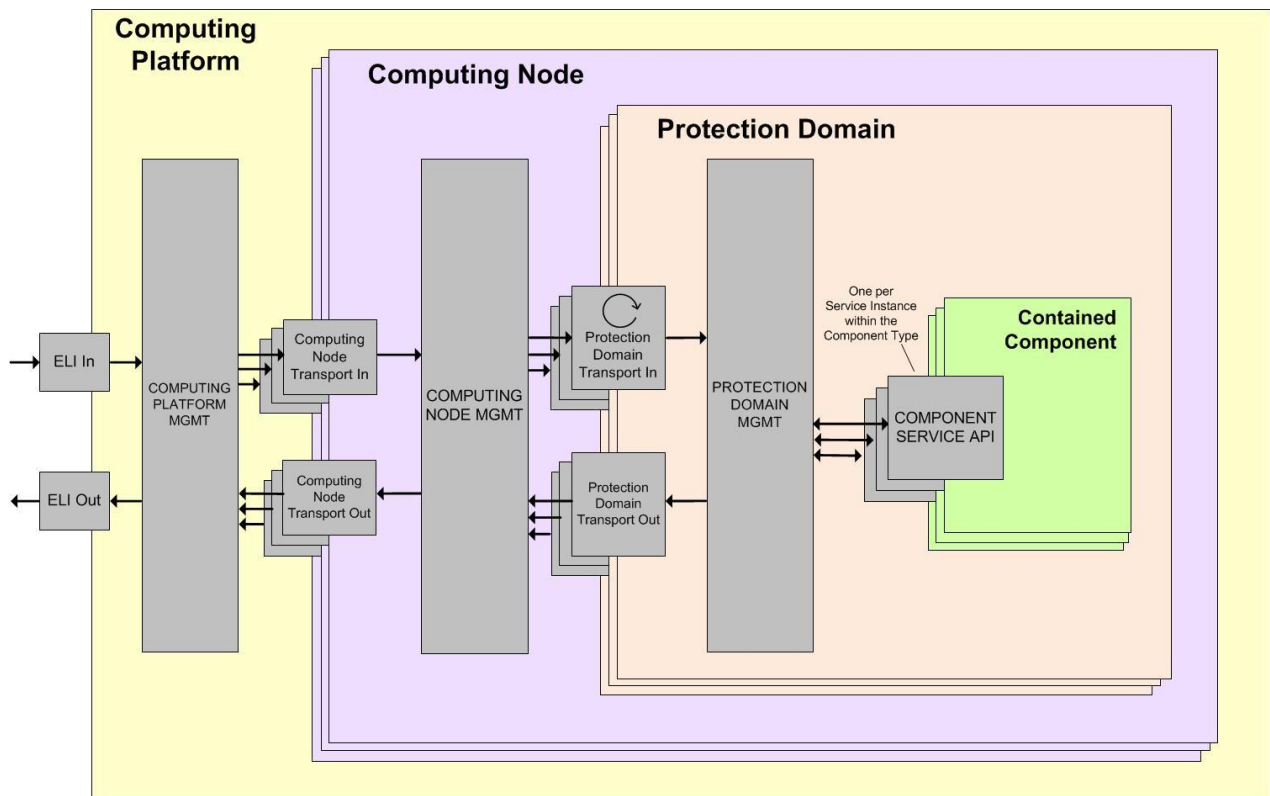 Computing
Platform
Computing Node
Protection Domain
One per
Service Instance
within the
Component Type
Contained
Component
ELI In
COMPUTING
PLATFORM
MGMT
Computing
Node
Transport In
COMPUTING
NODE MGMT
Protection
Domain
Transport In
PROTECTION
DOMAIN
MGMT
COMPONENT
SERVICE API
ELI Out
Computing
Node
Transport Out
Protection
Domain
Transport Out